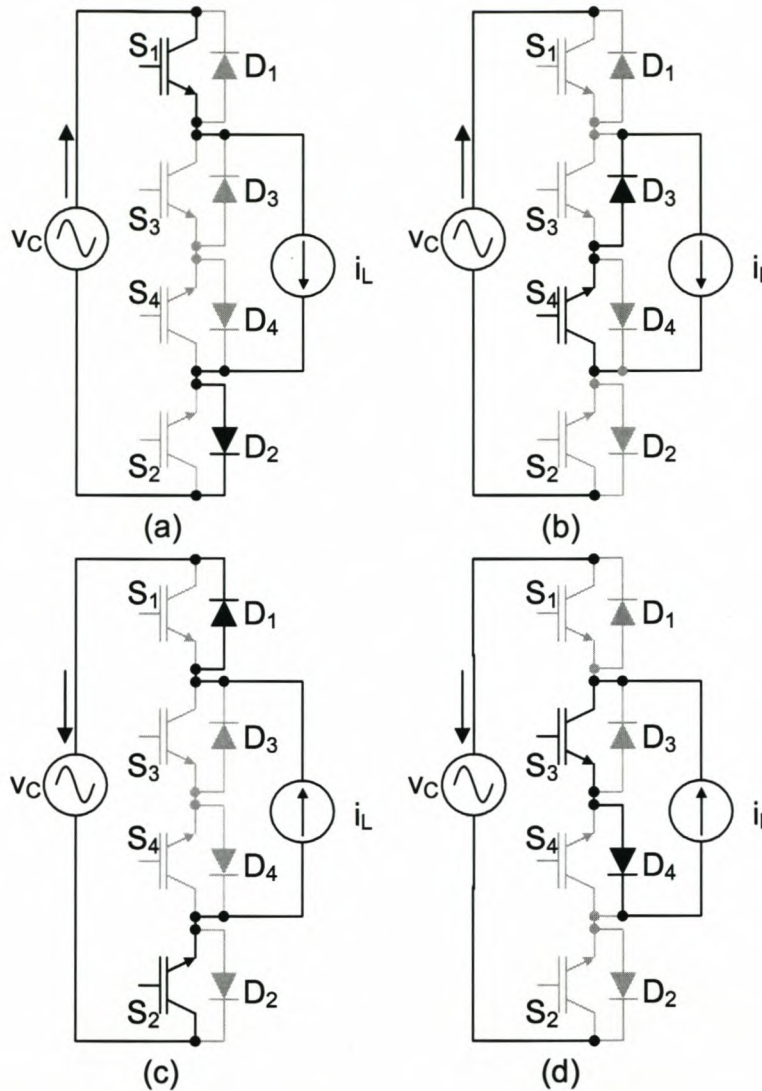 S1 D1
S3 D3
vC iL
S4 D4
S2 D2
(a)
S1 D1
S3 D3
vC
S4 D4
S2 D2
(b)
S1 D1
S3 D3
vC iL
S4 D4
S2 D2
(c)
S1 D1
S3 D3
vC
S4 D4
S2 D2
(d)